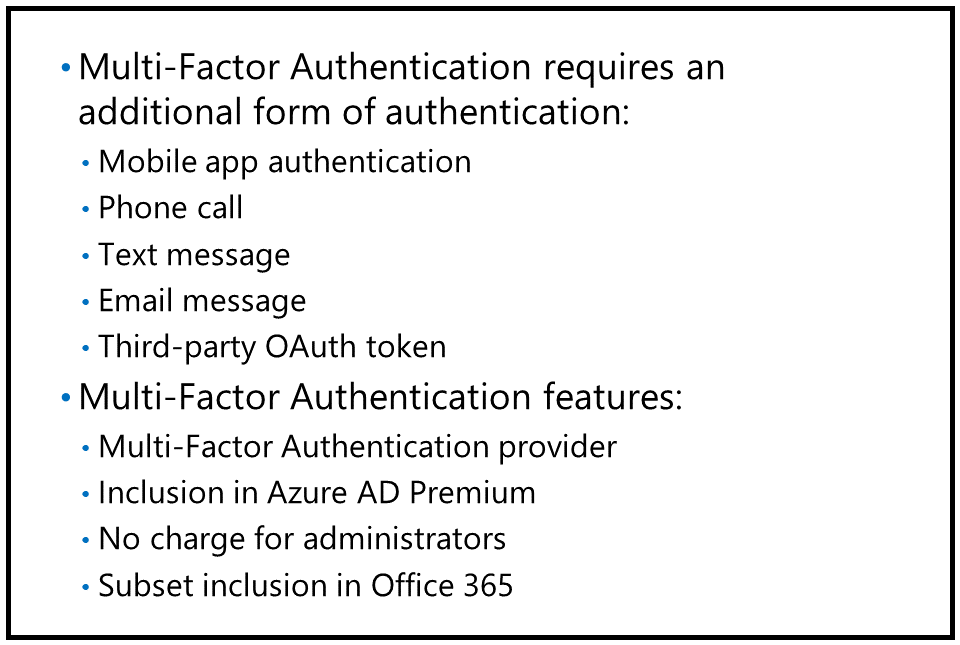 • Multi-Factor Authentication requires an
additional form of authentication:
• Mobile app authentication
• Phone call
• Text message
• Email message
• Third-party OAuth token
• Multi-Factor Authentication features:
• Multi-Factor Authentication provider
• Inclusion in Azure AD Premium
• No charge for administrators
• Subset inclusion in Office 365